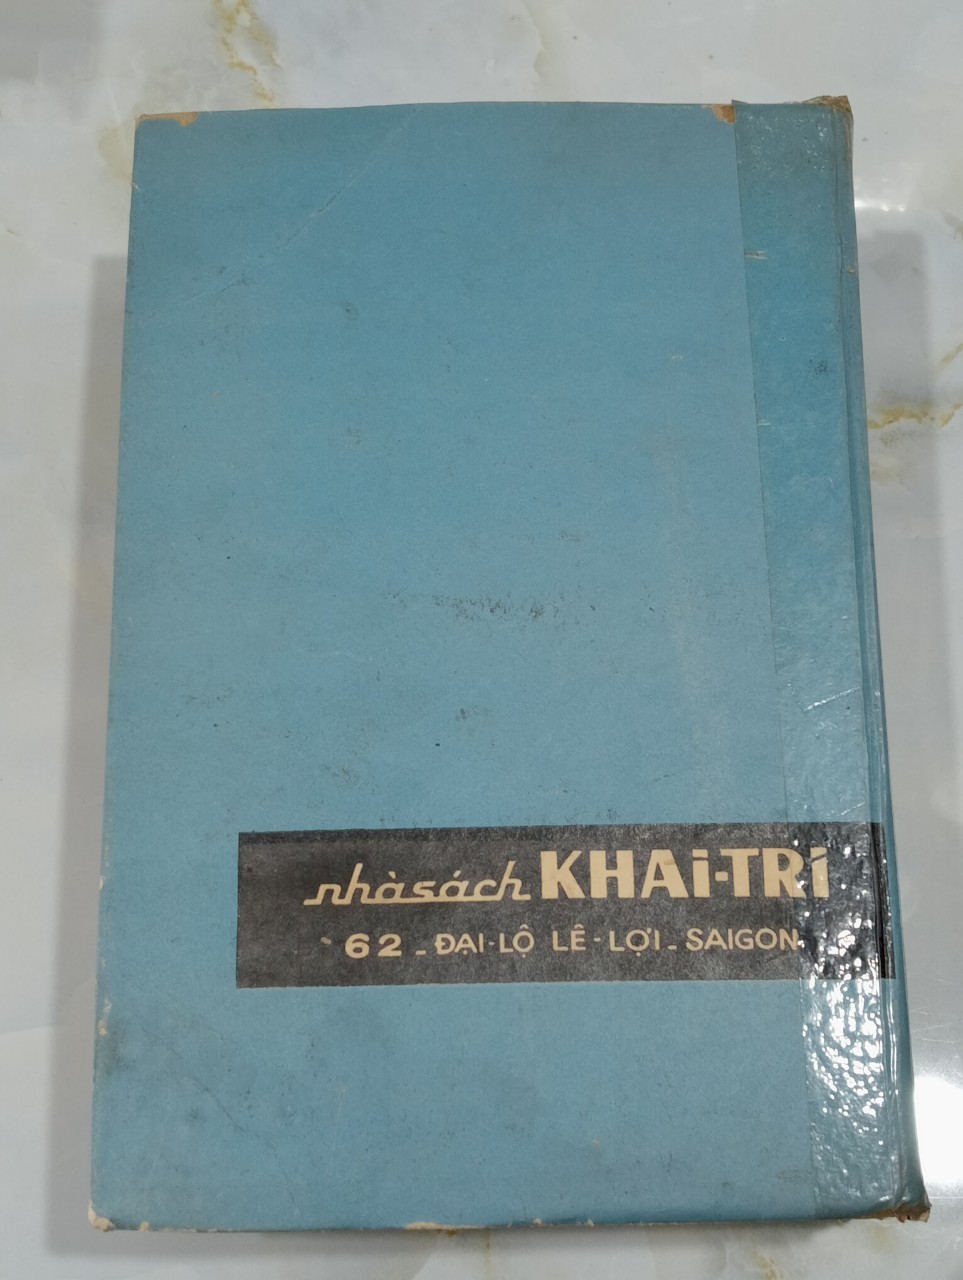 nhàsách KHAi-TRí
62 - ĐẠI-LỘ LÊ-LỢI - SAIGON